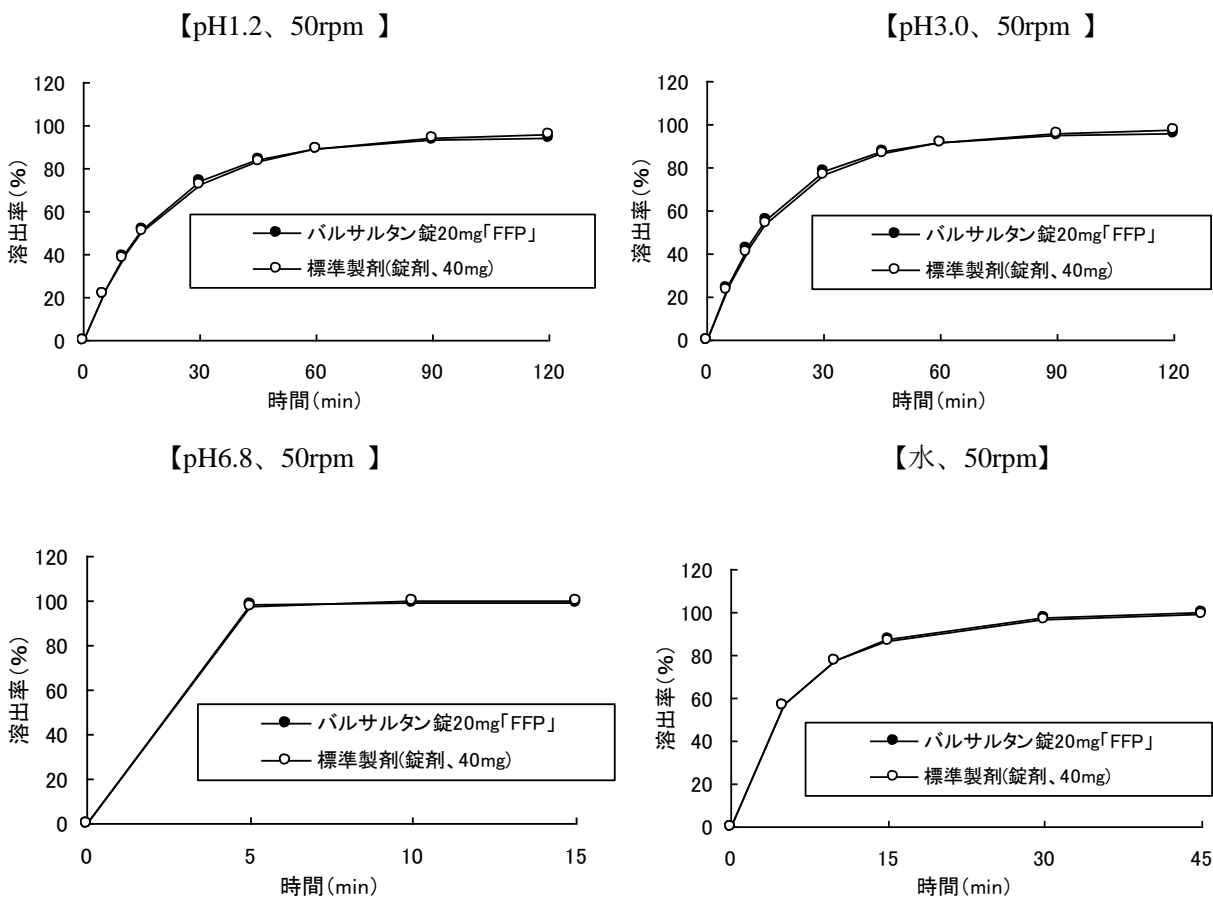 【pH1.2、50rpm 】
120
100
80
60
40
20
0
溶出率(%)
バルサルタン錠20mg「FFP」
標準製剤(錠剤、40mg)
0 30 60 90 120
時間(min)
【pH3.0、50rpm 】
120
100
80
60
40
20
0
溶出率(%)
バルサルタン錠20mg「FFP」
標準製剤(錠剤、40mg)
0 30 60 90 120
時間(min)
【pH6.8、50rpm 】
120
100
80
60
40
20
0
溶出率(%)
バルサルタン錠20mg「FFP」
標準製剤(錠剤、40mg)
0 5 10 15
時間(min)
【水、50rpm】
120
100
80
60
40
20
0
溶出率(%)
バルサルタン錠20mg「FFP」
標準製剤(錠剤、40mg)
0 15 30 45
時間(min)